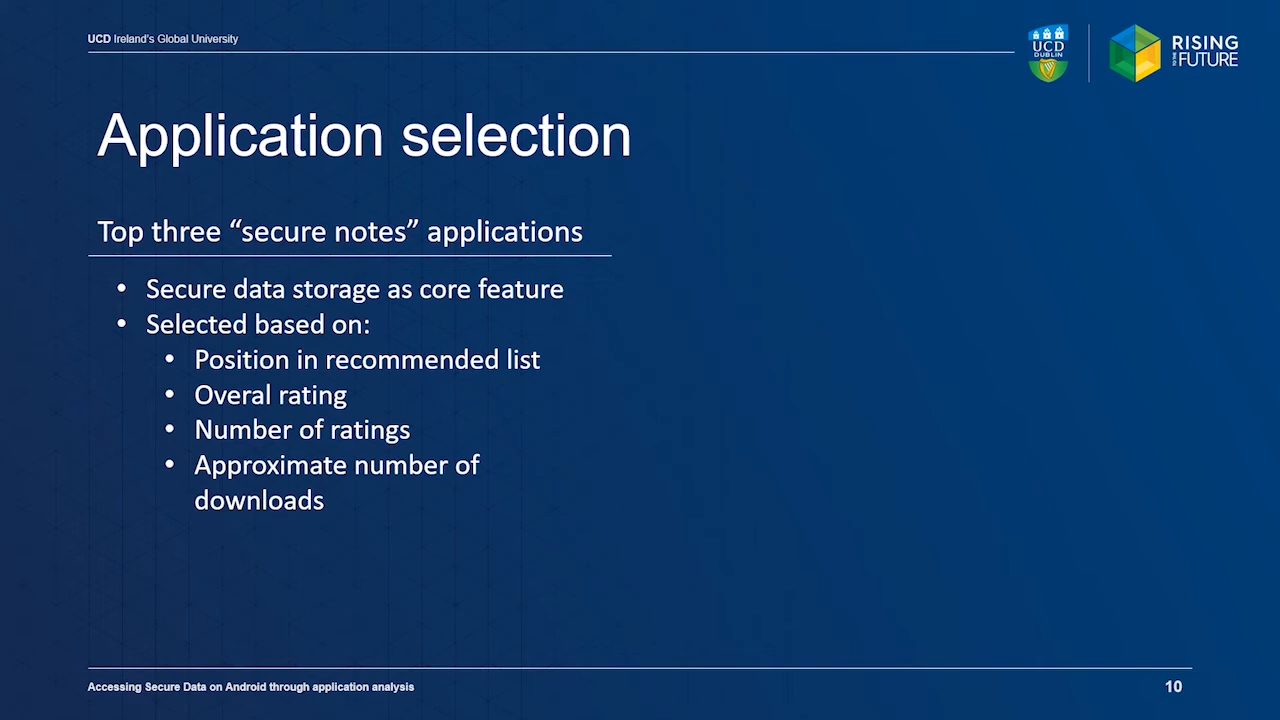 UCD Ireland's Global University
UCD
DUBLIN
RISING
TO THE
FUTURE
Application selection
Top three “secure notes” applications
• Secure data storage as core feature
• Selected based on:
• Position in recommended list
• Overal rating
• Number of ratings
• Approximate number of
downloads
Accessing Secure Data on Android through application analysis
10